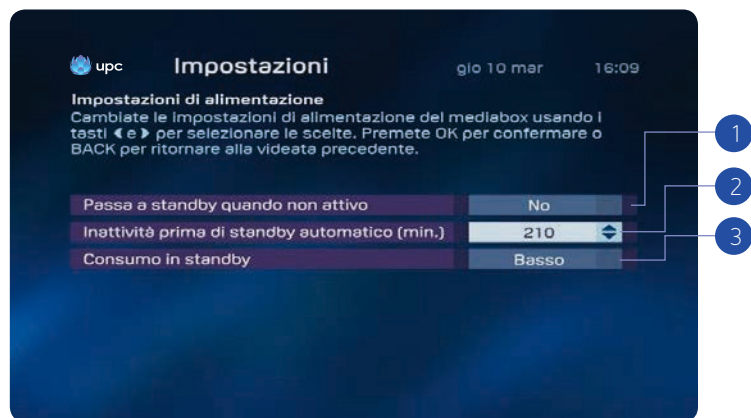 upc Impostazioni gio 10 mar 16:09
Impostazioni di alimentazione
Cambiate le impostazioni di alimentazione del mediabox usando i
tasti ❮ e ❯ per selezionare le scelte. Premete OK per confermare o
BACK per ritornare alla videata precedente.
Passa a standby quando non attivo No 1
Inattività prima di standby automatico (min.) 210 2
Consumo in standby Basso 3